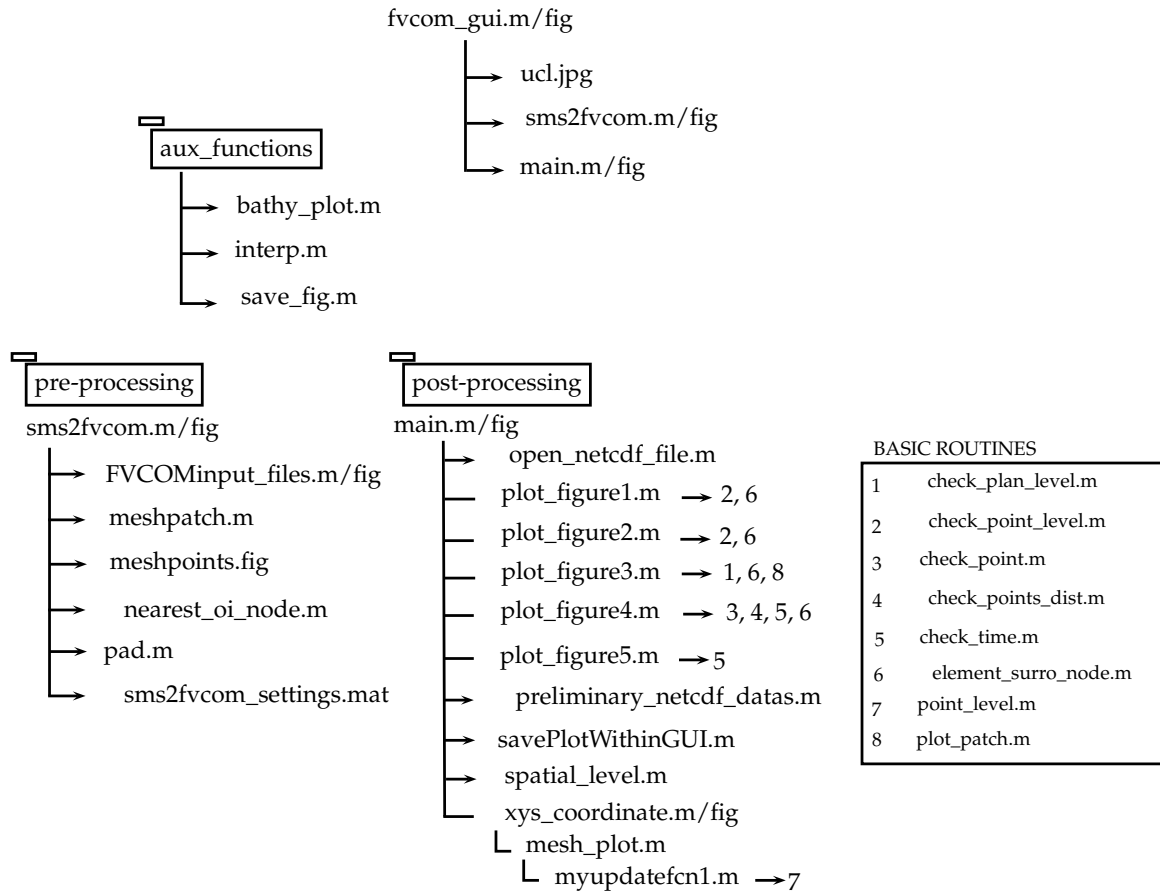 fvcom_gui.m/fig
ucl.jpg
sms2fvcom.m/fig
main.m/fig
aux_functions
bathy_plot.m
interp.m
save_fig.m
pre-processing
sms2fvcom.m/fig
FVCOMinput_files.m/fig
meshpatch.m
meshpoints.fig
nearest_oi_node.m
pad.m
sms2fvcom_settings.mat
post-processing
main.m/fig
open_netcdf_file.m
plot_figure1.m 2, 6
plot_figure2.m 2, 6
plot_figure3.m 1, 6, 8
plot_figure4.m 3, 4, 5, 6
plot_figure5.m 5
preliminary_netcdf_datas.m
savePlotWithinGUI.m
spatial_level.m
xys_coordinate.m/fig
mesh_plot.m
myupdatefcn1.m 7
BASIC ROUTINES
1 check_plan_level.m
2 check_point_level.m
3 check_point.m
4 check_points_dist.m
5 check_time.m
6 element_surro_node.m
7 point_level.m
8 plot_patch.m